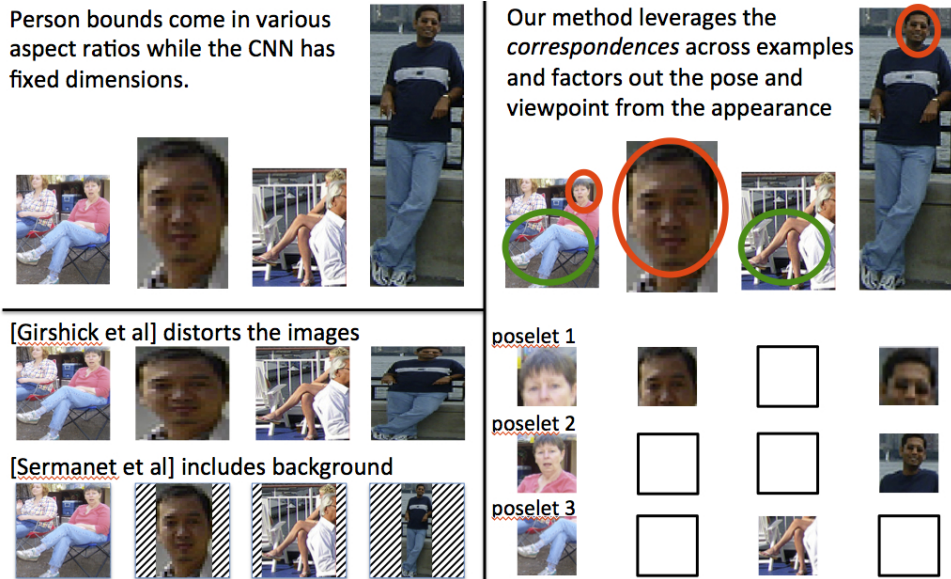 Person bounds come in various
aspect ratios while the CNN has
fixed dimensions.
[Girshick et al] distorts the images
[Sermanet et al] includes background
Our method leverages the
correspondences across examples
and factors out the pose and
viewpoint from the appearance
poselet 1
poselet 2
poselet 3